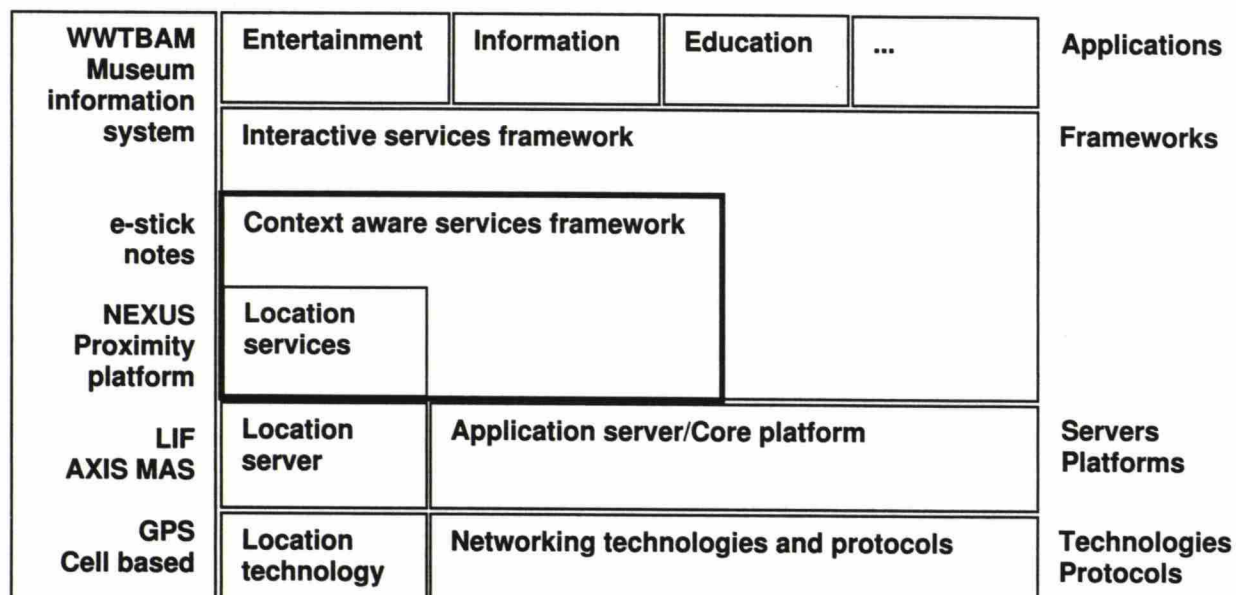 WWTBAM
Museum
information
system
e-stick
notes
NEXUS
Proximity
platform
LIF
AXIS MAS
GPS
Cell based
Entertainment
Information
Education
...
Applications
Interactive services framework
Frameworks
Context aware services framework
Location
services
Location
server
Application server/Core platform
Servers
Platforms
Location
technology
Networking technologies and protocols
Technologies
Protocols